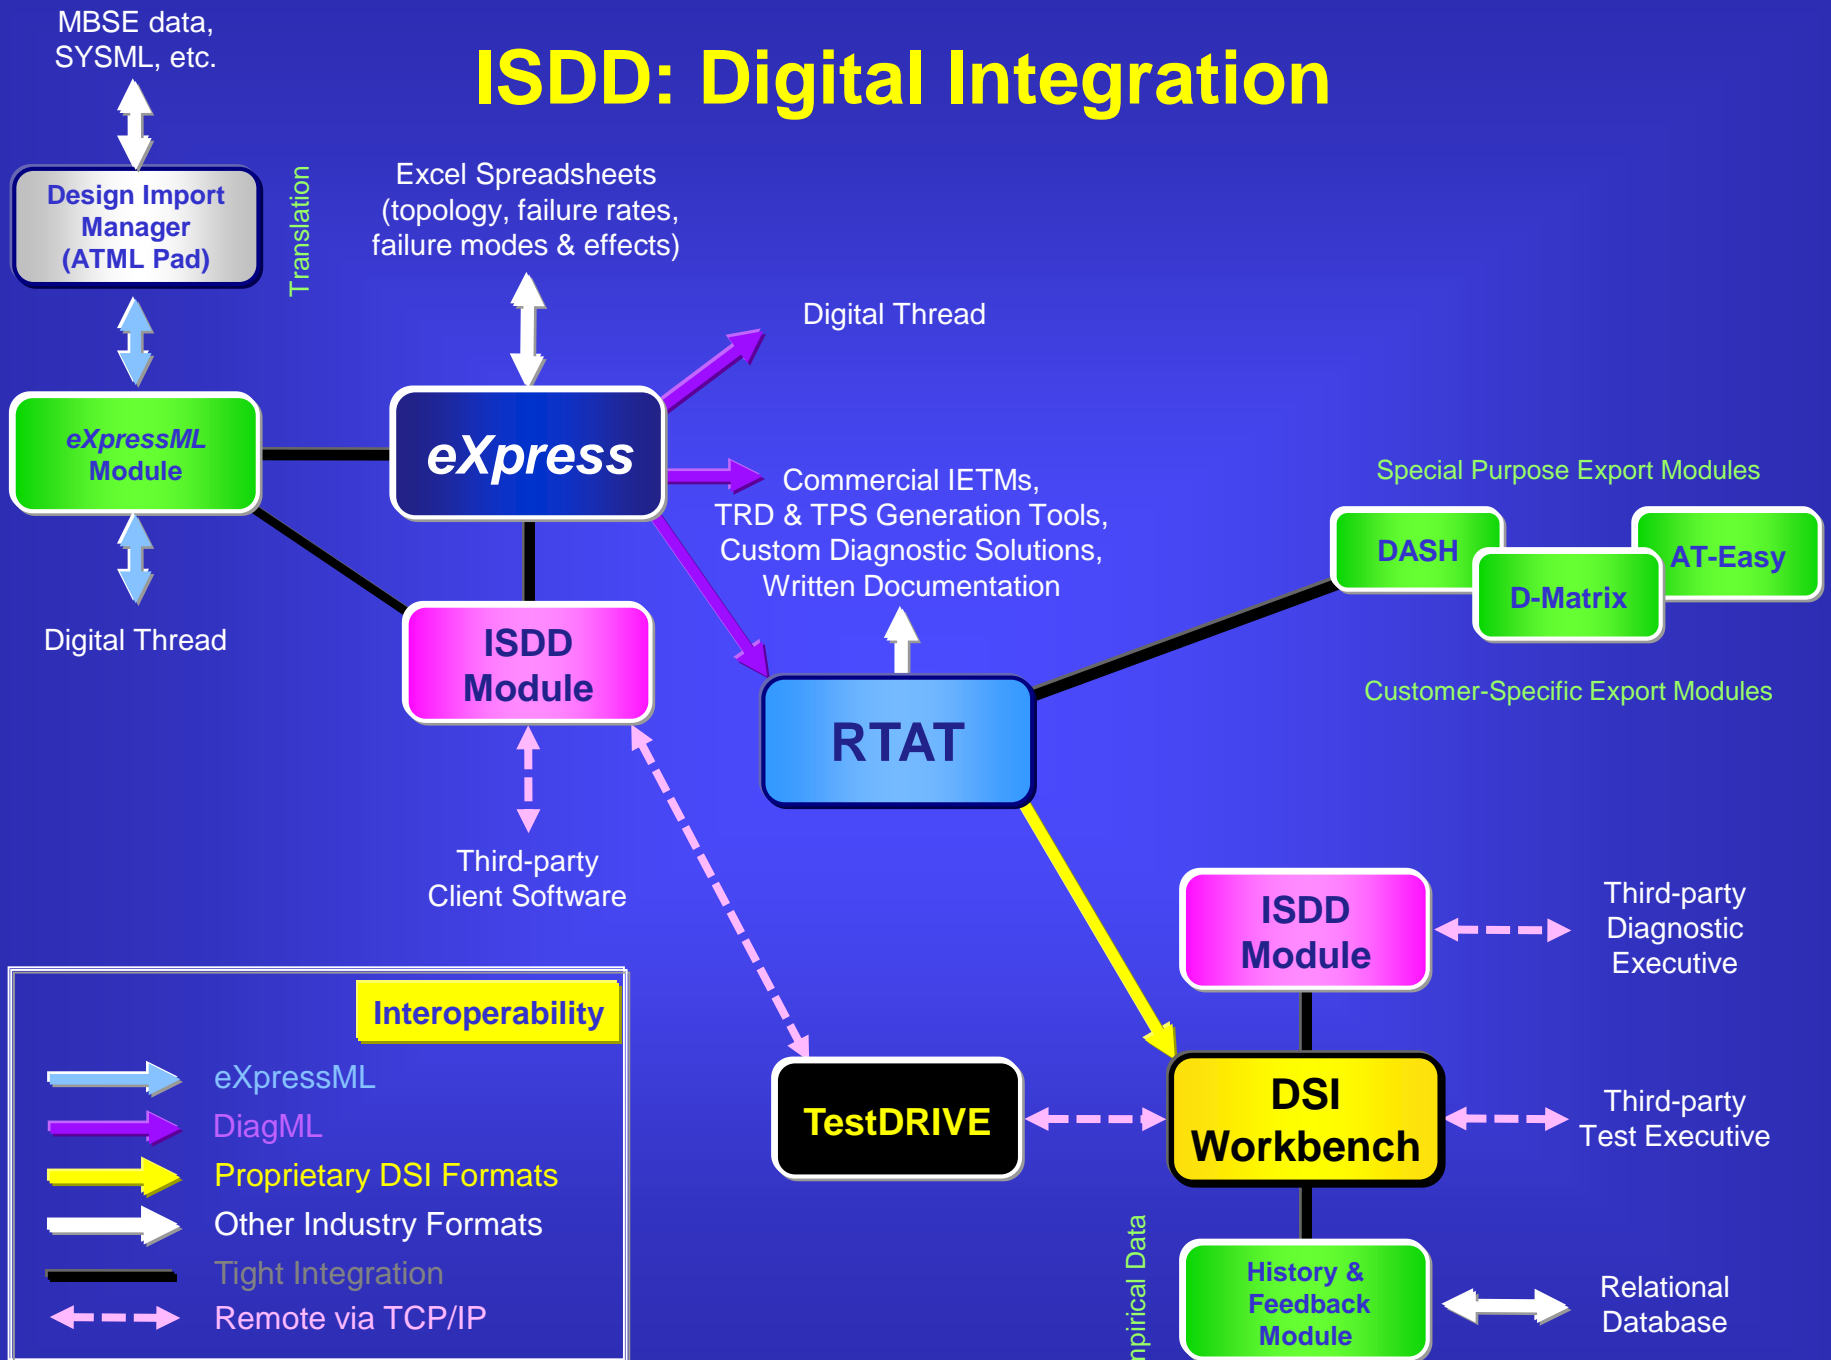 MBSE data,
SYSML, etc.
ISDD: Digital Integration
Design Import
Manager
(ATML Pad)
Translation
Excel Spreadsheets
(topology, failure rates,
failure modes & effects)
Digital Thread
eXpressML
Module
eXpress
Commercial IETMs,
TRD & TPS Generation Tools,
Custom Diagnostic Solutions,
Written Documentation
Special Purpose Export Modules
DASH
D-Matrix
AT-Easy
Customer-Specific Export Modules
Digital Thread
ISDD
Module
RTAT
Third-party
Client Software
ISDD
Module
Third-party
Diagnostic
Executive
TestDRIVE
DSI
Workbench
Third-party
Test Executive
Data
History &
Feedback
Module
Relational
Database
Interoperability
eXpressML
DiagML
Proprietary DSI Formats
Other Industry Formats
Tight Integration
Remote via TCP/IP